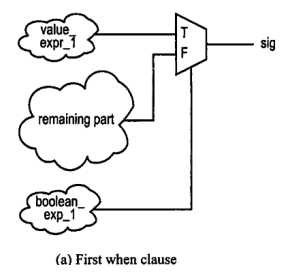 value_
expr_1
T
F
sig
remaining part
boolean_
exp_1
(a) First when clause